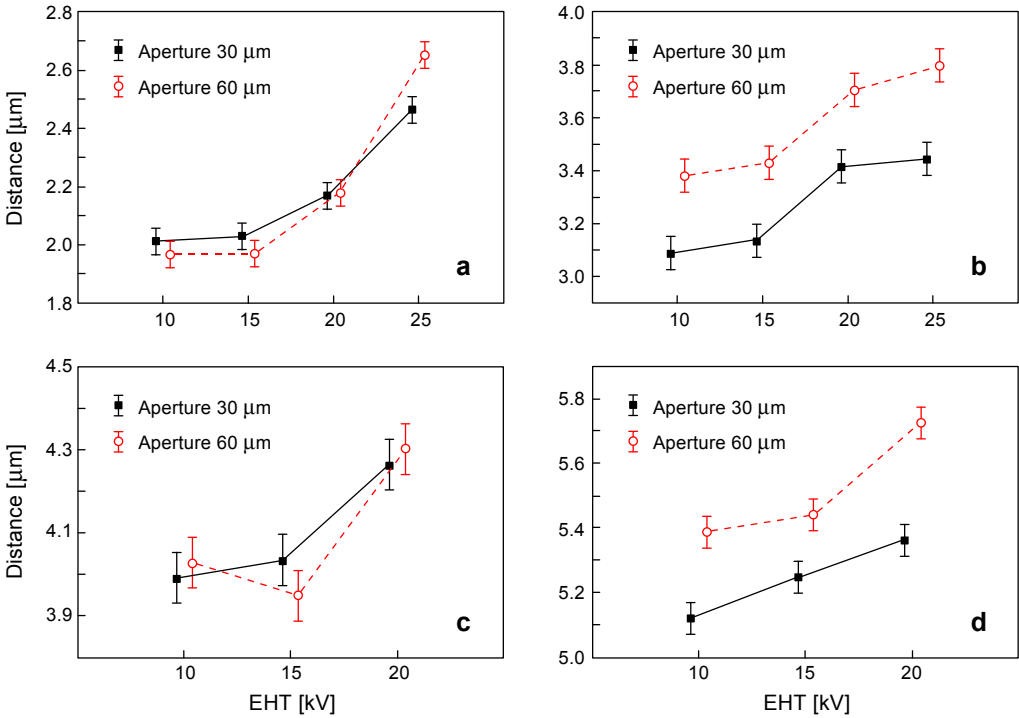 2.8
2.6
2.4
2.2
2.0
1.8
Distance [μm]
Aperture 30 μm
Aperture 60 μm
a
10 15 20 25
4.0
3.8
3.6
3.4
3.2
3.0
Aperture 30 μm
Aperture 60 μm
b
10 15 20 25
4.5
4.3
4.1
3.9
Distance [μm]
Aperture 30 μm
Aperture 60 μm
c
10 15 20
EHT [kV]
5.8
5.6
5.4
5.2
5.0
Aperture 30 μm
Aperture 60 μm
d
10 15 20
EHT [kV]